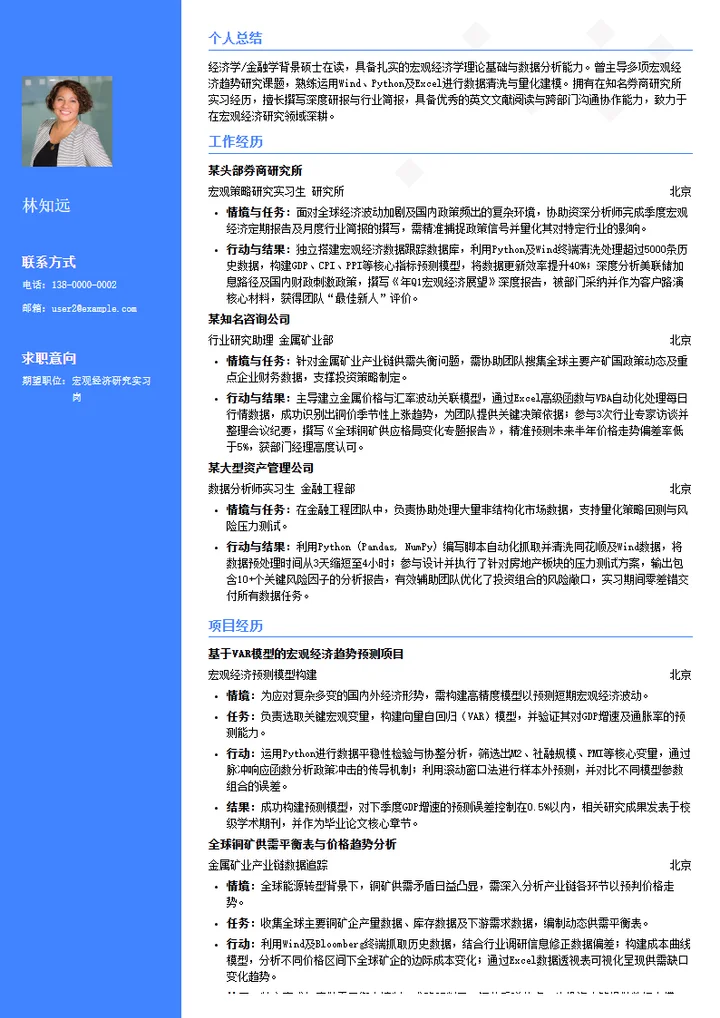 林知远
联系方式
电话：138-0000-0002
邮箱：user2@example.com
求职意向
期望职位：宏观经济研究实习
岗
个人总结
经济学/金融学背景硕士在读，具备扎实的宏观经济学理论基础与数据分析能力。曾主导多项宏观经
济趋势研究课题，熟练运用Wind、Python及Excel进行数据清洗与量化建模。拥有在知名券商研究所
实习经历，擅长撰写深度研报与行业简报，具备优秀的英文文献阅读与跨部门沟通协作能力，致力于
在宏观经济研究领域深耕。
工作经历
某头部券商研究所
宏观策略研究实习生 研究所 北京
• 情境与任务：面对全球经济波动加剧及国内政策频出的复杂环境，协助资深分析师完成季度宏观
经济定期报告及月度行业简报的撰写，需精准捕捉政策信号并量化其对特定行业的影响。
• 行动与结果：独立搭建宏观经济数据跟踪数据库，利用Python及Wind终端清洗处理超过5000条历
史数据，构建GDP、CPI、PPI等核心指标预测模型，将数据更新效率提升40%；深度分析美联储加
息路径及国内财政刺激政策，撰写《年Q1宏观经济展望》深度报告，被部门采纳并作为客户路演
核心材料，获得团队“最佳新人”评价。
某知名咨询公司
行业研究助理 金属矿业部 北京
• 情境与任务：针对金属矿业产业链供需失衡问题，需协助团队搜集全球主要产矿国政策动态及重
点企业财务数据，支撑投资策略制定。
• 行动与结果：主导建立金属价格与汇率波动关联模型，通过Excel高级函数与VBA自动化处理每日
行情数据，成功识别出铜价季节性上涨趋势，为团队提供关键决策依据；参与3次行业专家访谈并
整理会议纪要，撰写《全球铜矿供应格局变化专题报告》，精准预测未来半年价格走势偏差率低
于5%，获部门经理高度认可。
某大型资产管理公司
数据分析师实习生 金融工程部 北京
• 情境与任务：在金融工程团队中，负责协助处理大量非结构化市场数据，支持量化策略回测与风
险压力测试。
• 行动与结果：利用Python (Pandas, NumPy) 编写脚本自动化抓取并清洗同花顺及Wind数据，将
数据预处理时间从3天缩短至4小时；参与设计并执行了针对房地产板块的压力测试方案，输出包
含10+个关键风险因子的分析报告，有效辅助团队优化了投资组合的风险敞口，实习期间零差错交
付所有数据任务。
项目经历
基于VAR模型的宏观经济趋势预测项目
宏观经济预测模型构建 北京
• 情境：为应对复杂多变的国内外经济形势，需构建高精度模型以预测短期宏观经济波动。
• 任务：负责选取关键宏观变量，构建向量自回归（VAR）模型，并验证其对GDP增速及通胀率的预
测能力。
• 行动：运用Python进行数据平稳性检验与协整分析，筛选出M2、社融规模、PMI等核心变量，通过
脉冲响应函数分析政策冲击的传导机制；利用滚动窗口法进行样本外预测，并对比不同模型参数
组合的误差。
• 结果：成功构建预测模型，对下季度GDP增速的预测误差控制在0.5%以内，相关研究成果发表于校
级学术期刊，并作为毕业论文核心章节。
全球铜矿供需平衡表与价格趋势分析
金属矿业产业链数据追踪 北京
• 情境：全球能源转型背景下，铜矿供需矛盾日益凸显，需深入分析产业链各环节以预判价格走
势。
• 任务：收集全球主要铜矿企产量数据、库存数据及下游需求数据，编制动态供需平衡表。
• 行动：利用Wind及Bloomberg终端抓取历史数据，结合行业调研信息修正数据偏差；构建成本曲线
模型，分析不同价格区间下全球矿企的边际成本变化；通过Excel数据透视表可视化呈现供需缺口
变化趋势。